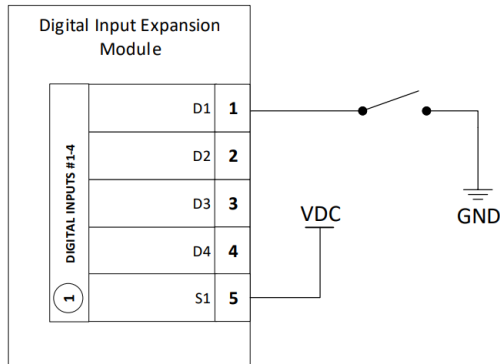 Digital Input Expansion
Module
DIGITAL INPUTS #1-4
1
D1 1
D2 2
D3 3
D4 4
S1 5
VDC
GND